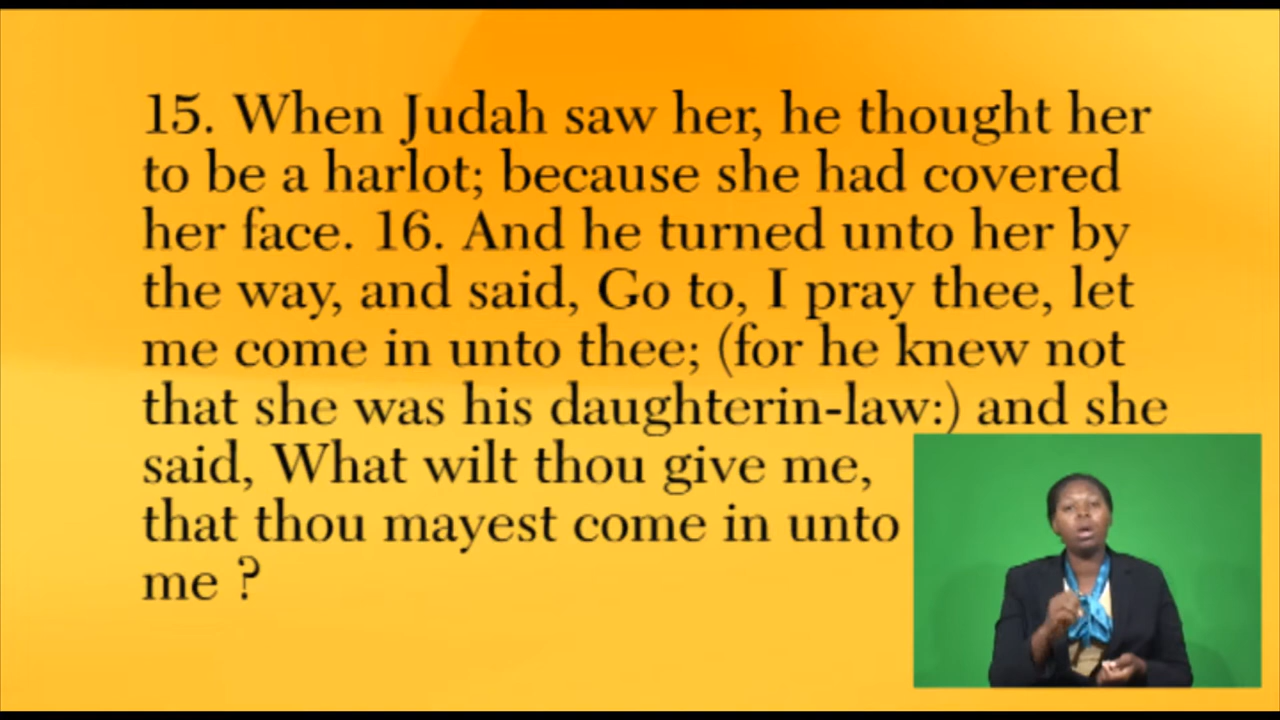 15. When Judah saw her, he thought her
to be a harlot; because she had covered
her face. 16. And he turned unto her by
the way, and said, Go to, I pray thee, let
me come in unto thee; (for he knew not
that she was his daughterin-law:) and she
said, What wilt thou give me,
that thou mayest come in unto
me ?